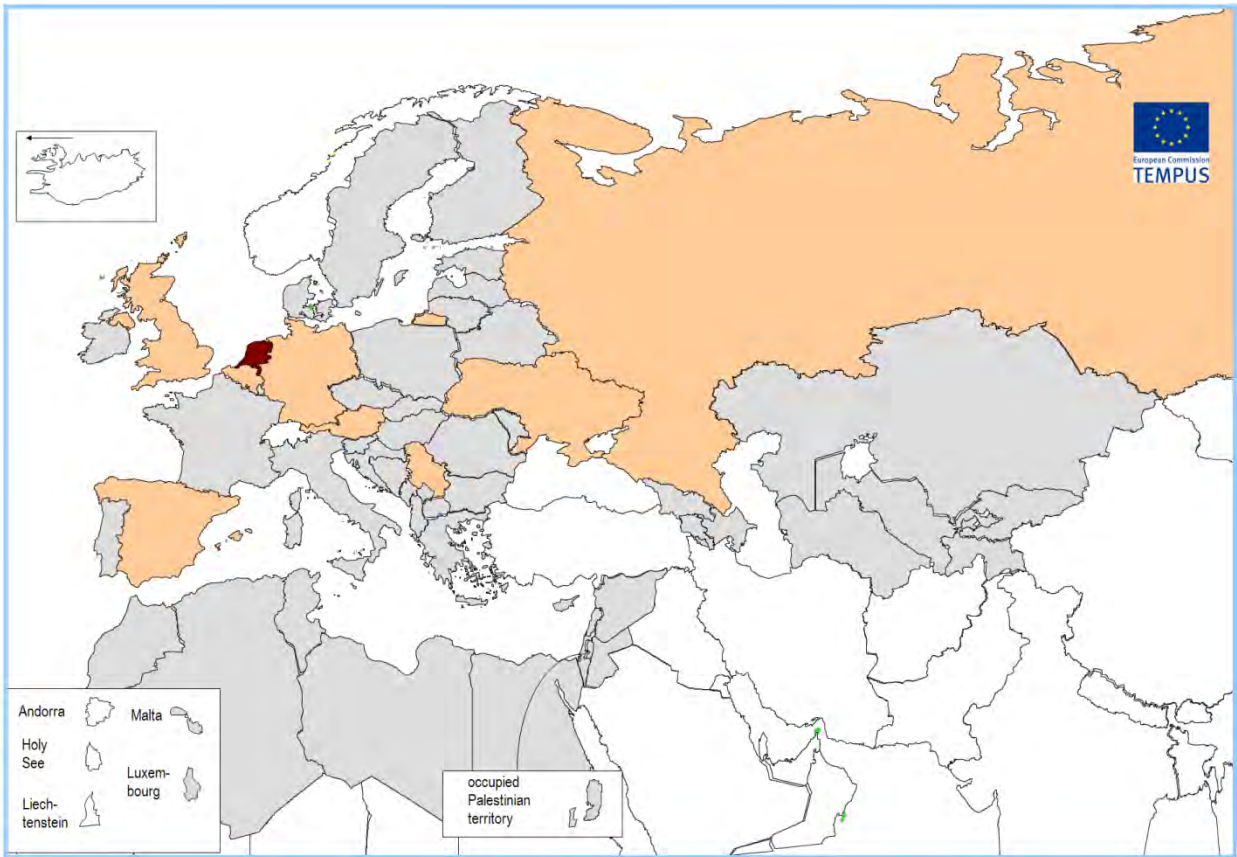 European Commission
TEMPUS
Andorra
Malta
Holy
See
Luxem-
bourg
Liech-
tenstein
occupied
Palestinian
territory